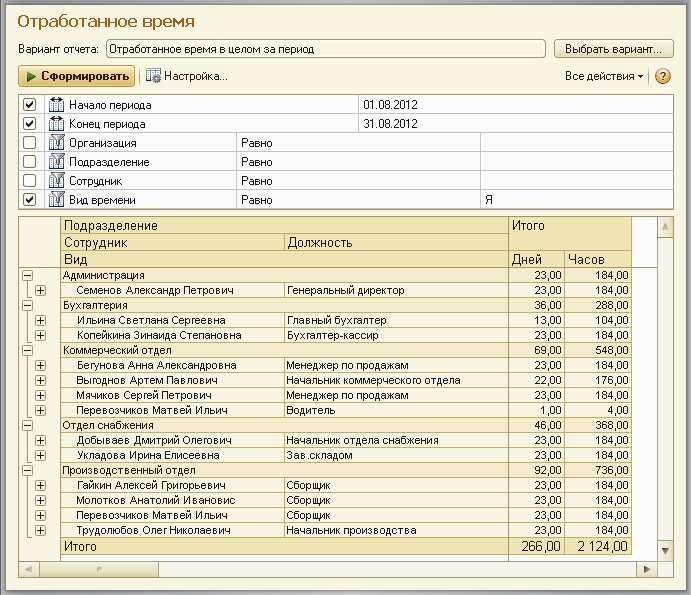 Отработанное время
Вариант отчета: Отработанное время в целом за период Выбрать вариант...
Сформировать Настройка... Все действия ?
Начало периода 01.08.2012
Конец периода 31.08.2012
Организация Равно
Подразделение Равно
Сотрудник Равно
Вид времени Равно Я
Подразделение Итого
Сотрудник Должность
Вид Дней Часов
Администрация 23,00 184,00
Семенов Александр Петрович Генеральный директор 23,00 184,00
Бухгалтерия 36,00 288,00
Ильина Светлана Сергеевна Главный бухгалтер 13,00 104,00
Копейкина Зинаида Степановна Бухгалтер-кассир 23,00 184,00
Коммерческий отдел 69,00 548,00
Бегунова Анна Александровна Менеджер по продажам 23,00 184,00
Выгоднов Артем Павлович Начальник коммерческого отдела 22,00 176,00
Мячиков Сергей Петрович Менеджер по продажам 23,00 184,00
Перевозчиков Матвей Ильич Водитель 1,00 4,00
Отдел снабжения 46,00 368,00
Добываев Дмитрий Олегович Начальник отдела снабжения 23,00 184,00
Укладова Ирина Елисеевна Зав.складом 23,00 184,00
Производственный отдел 92,00 736,00
Гайкин Алексей Григорьевич Сборщик 23,00 184,00
Молотков Анатолий Ивановис Сборщик 23,00 184,00
Перевозчиков Матвей Ильич Сборщик 23,00 184,00
Трудолюбов Олег Николаевич Начальник производства 23,00 184,00
Итого 266,00 2 124,00